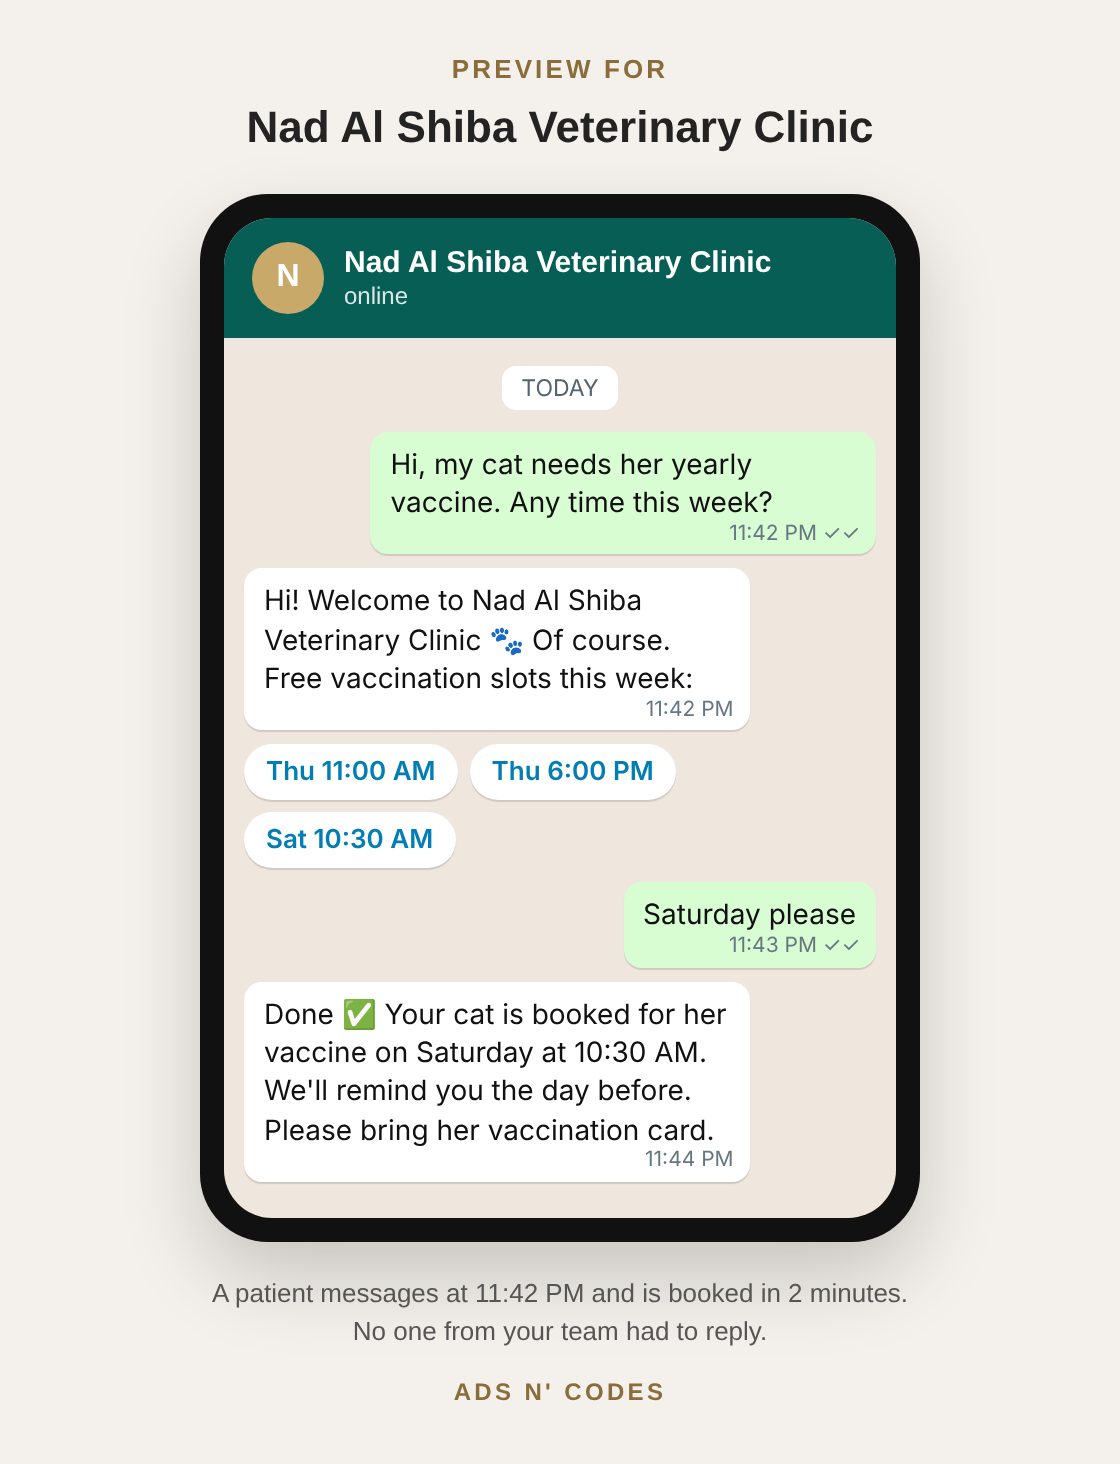 PREVIEW FOR
Nad Al Shiba Veterinary Clinic
N
Nad Al Shiba Veterinary Clinic
online
TODAY
Hi, my cat needs her yearly
vaccine. Any time this week?
11:42 PM ✓✓
Hi! Welcome to Nad Al Shiba
Veterinary Clinic 🐾 Of course.
Free vaccination slots this week:
11:42 PM
Thu 11:00 AM Thu 6:00 PM
Sat 10:30 AM
Saturday please
11:43 PM ✓✓
Done ✅ Your cat is booked for her
vaccine on Saturday at 10:30 AM.
We'll remind you the day before.
Please bring her vaccination card.
11:44 PM
A patient messages at 11:42 PM and is booked in 2 minutes.
No one from your team had to reply.
ADS N' CODES